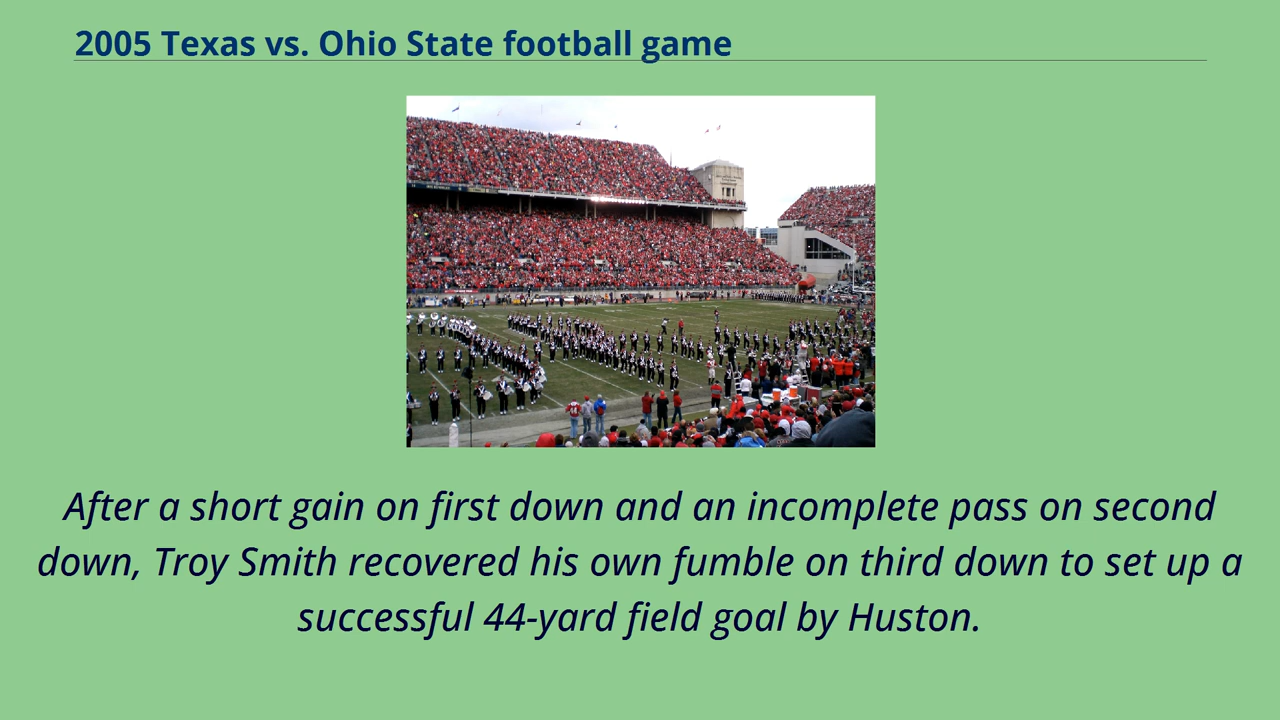 2005 Texas vs. Ohio State football game
After a short gain on first down and an incomplete pass on second
down, Troy Smith recovered his own fumble on third down to set up a
successful 44-yard field goal by Huston.